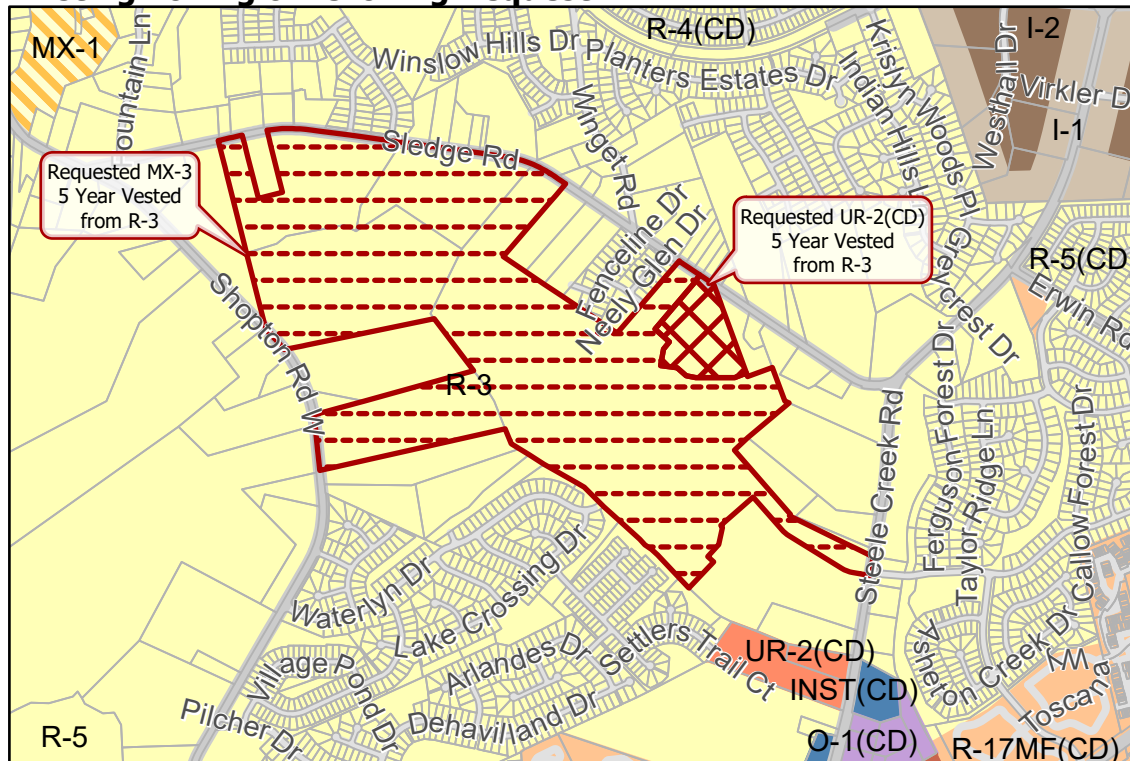 MX-1
Fountain Ln
Winslow Hills Dr
R-4(CD)
Planters Estates Dr
Krislyn Woods Pl
Indian Hills L
Westhall Dr
I-2
Virkler D
I-1
Sledge Rd
Winget Rd
Requested MX-3
5 Year Vested
from R-3
Fenceline Dr
Neely Glen Dr
Requested UR-2(CD)
5 Year Vested
from R-3
Greycrest Dr
R-5(CD
Erwin Rd
Shopton Rd W
R-3
Steele Creek Rd
Ferguson Forest Dr
Taylor Ridge Ln
Callow Forest Dr
Waterlyn Dr
Lake Crossing Dr
Village Pond Dr
Arlandes Dr
Settlers Trail Ct
Dehavilland Dr
Pilcher Dr
R-5
UR-2(CD)
INST(CD)
O-1(CD)
R-17MF(CD)
Asheton Creek Dr
Toscana Wy